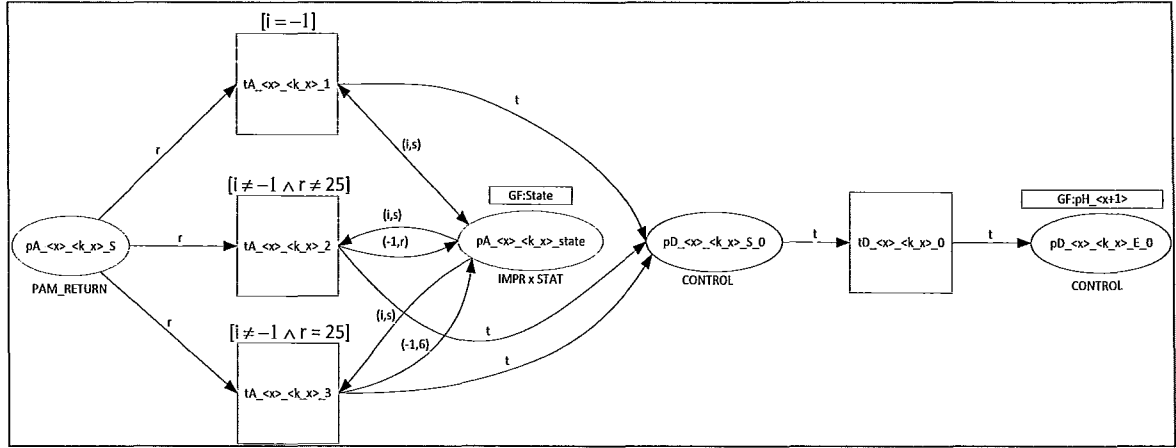 [i = −1]
tA_<x>_<k_x>_1
t
r
(i,s)
[i ≠ −1 ∧ r ≠ 25]
GF:State
GF:pH_<x+1>
(i,s)
pA_<x>_<k_x>_S
r
tA_<x>_<k_x>_2
(-1,r)
pA_<x>_<k_x>_state
pD_<x>_<k_x>_S_0
t
tD_<x>_<k_x>_0
t
pD_<x>_<k_x>_E_0
PAM_RETURN
IMPR x STAT
CONTROL
CONTROL
(i,s)
r
[i ≠ −1 ∧ r = 25]
(-1,6)
t
t
tA_<x>_<k_x>_3